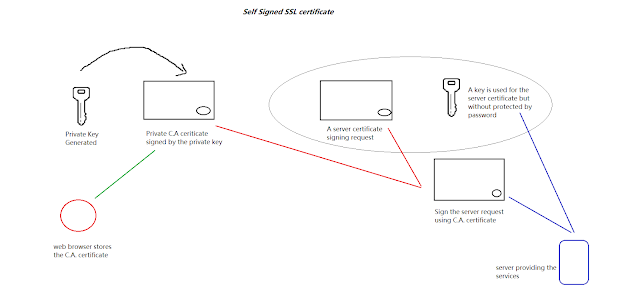 Self Signed SSL certificate
Private Key
Generated
Private C.A cerificate
signed by the private key
A server certificate
signing request
A key is used for the
server certificate but
without protected by
password
Sign the server request
using C.A. certificate
web browser stores
the C.A. certificate
server providing the
services